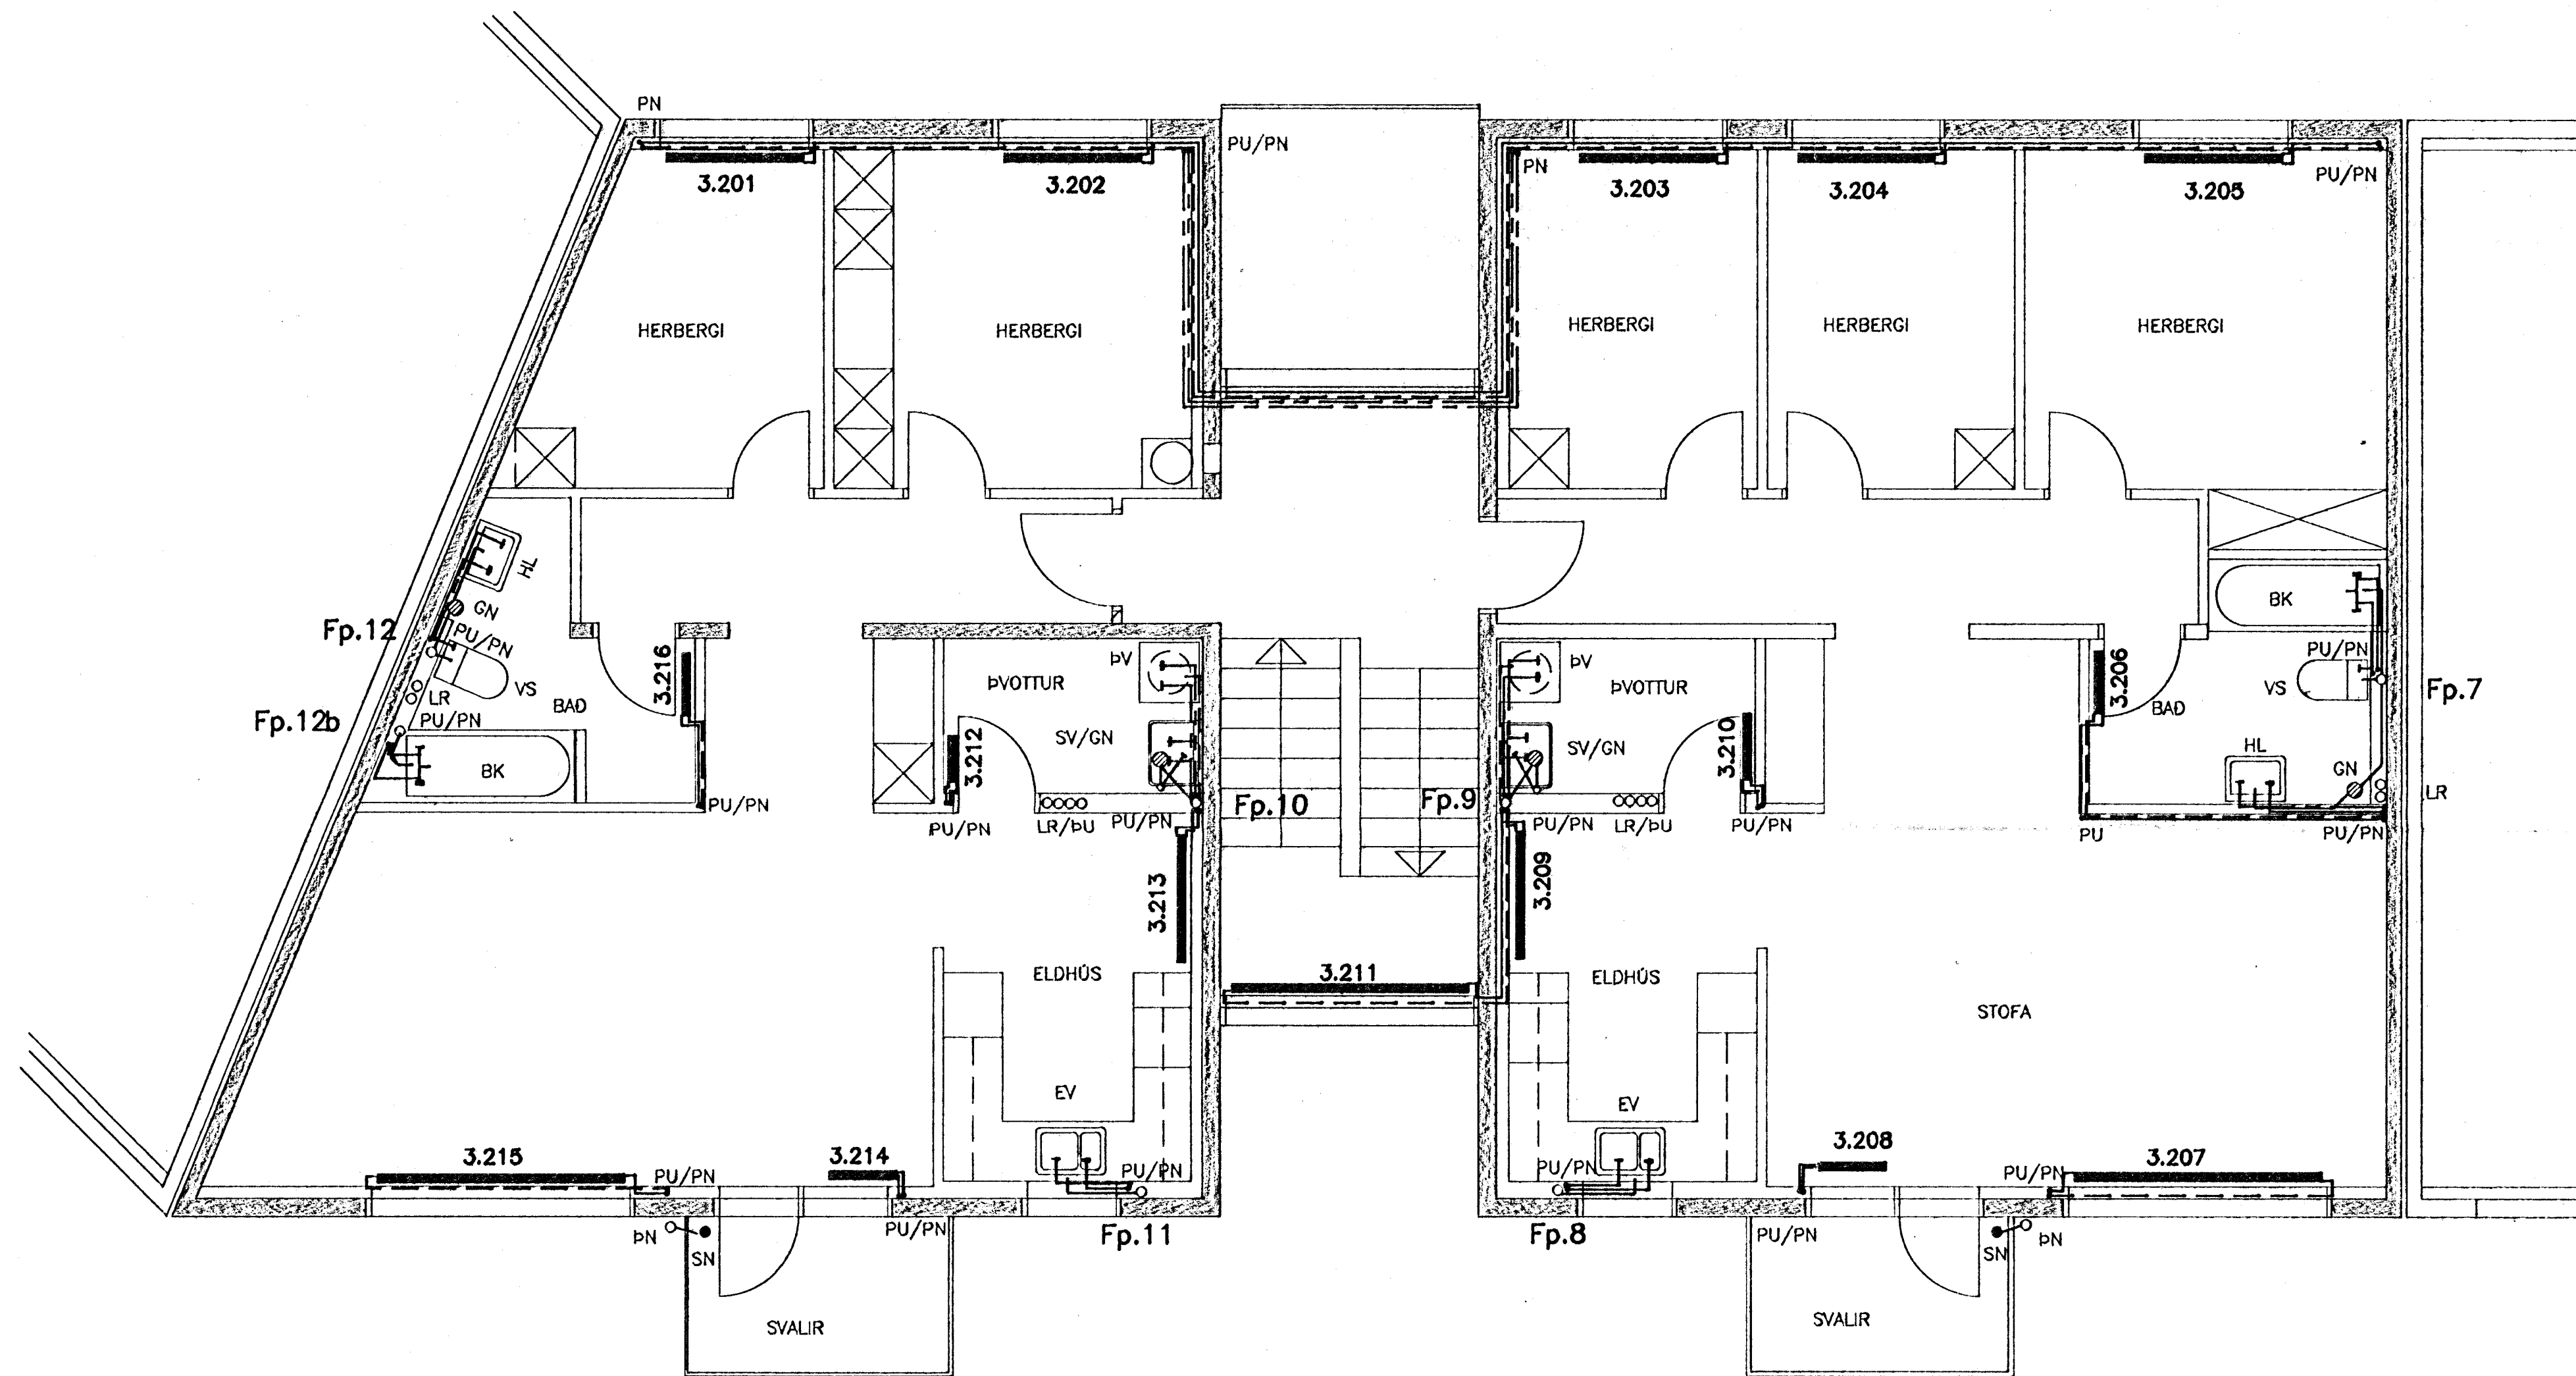 PN
PU/PN
PN
PU/PN
3.201
3.202
3.203
3.204
3.205
HERBERGI
HERBERGI
HERBERGI
HERBERGI
HERBERGI
HL
GN
Fp.12
PU/PN
VS
LR
Fp.12b
PU/PN
BAÐ
BK
3.216
PU/PN
ÞV
ÞVOTTUR
SV/GN
3.212
PU/PN
LR/ÞU
PU/PN
Fp.10
Fp.9
ÞV
ÞVOTTUR
SV/GN
3.210
PU/PN
LR/ÞU
PU/PN
BK
PU/PN
VS
3.206
BAÐ
Fp.7
HL
GN
LR
PU
PU/PN
3.213
3.209
3.211
ELDHÚS
ELDHÚS
STOFA
EV
EV
3.215
PU/PN
3.214
PU/PN
PU/PN
3.208
PU/PN
3.207
ÞN
SN
PU/PN
Fp.11
Fp.8
PU/PN
SN
ÞN
SVALIR
SVALIR